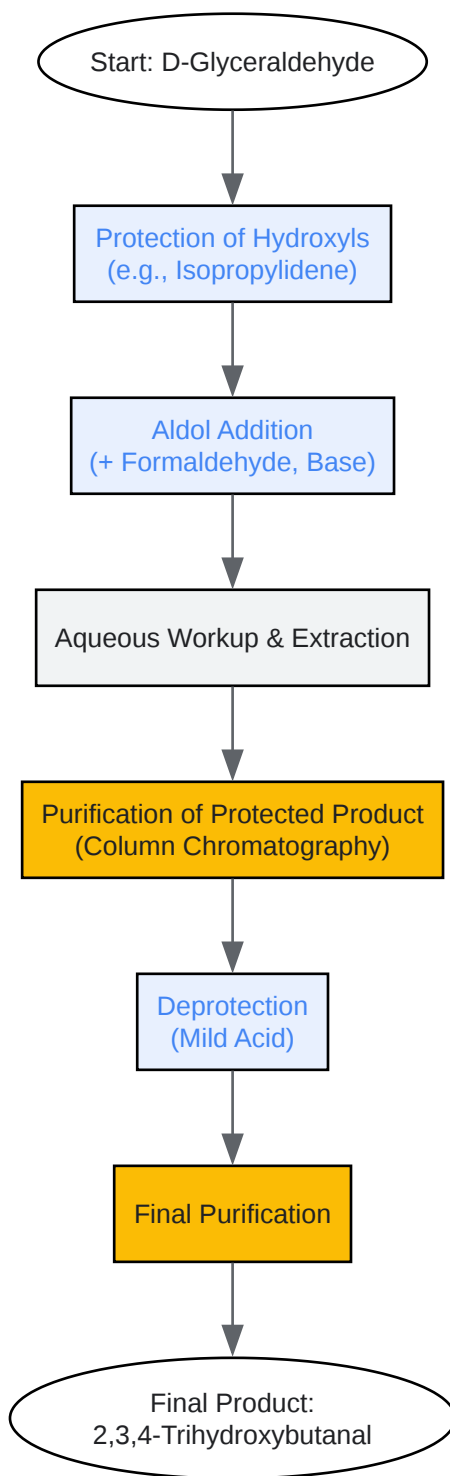 Start: D-Glyceraldehyde
Protection of Hydroxyls
(e.g., Isopropylidene)
Aldol Addition
(+ Formaldehyde, Base)
Aqueous Workup & Extraction
Purification of Protected Product
(Column Chromatography)
Deprotection
(Mild Acid)
Final Purification
Final Product:
2,3,4-Trihydroxybutanal